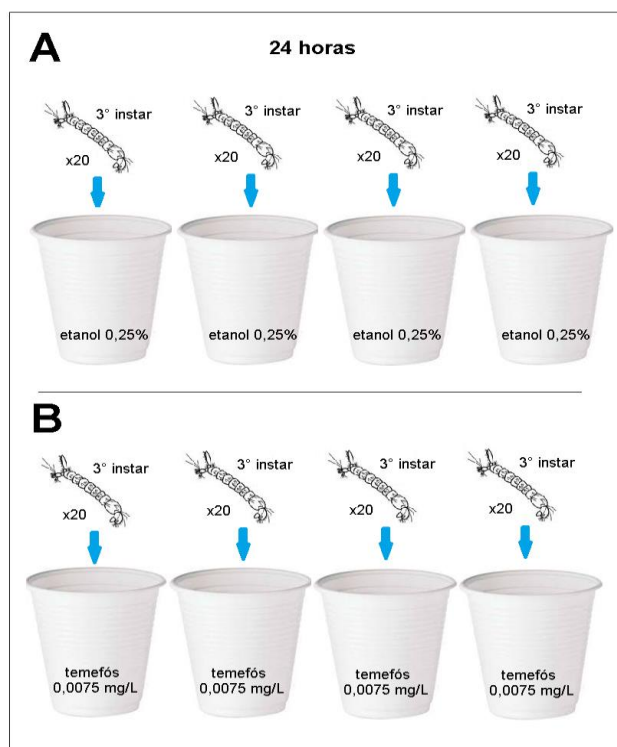 A
24 horas
3° instar
x20
3° instar
x20
3° instar
x20
3° instar
x20
etanol 0,25%
etanol 0,25%
etanol 0,25%
etanol 0,25%
B
3° instar
x20
3° instar
x20
3° instar
x20
3° instar
x20
temefós
0,0075 mg/L
temefós
0,0075 mg/L
temefós
0,0075 mg/L
temefós
0,0075 mg/L